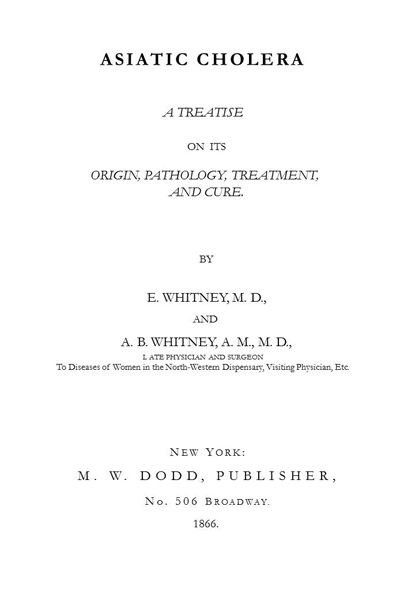 ASIATIC CHOLERA
A TREATISE
ON ITS
ORIGIN, PATHOLOGY, TREATMENT,
AND CURE.
BY
E. WHITNEY, M. D.,
AND
A. B. WHITNEY, A. M., M. D.,
L ATE PHYSICIAN AND SURGEON
To Diseases of Women in the North-Western Dispensary, Visiting Physician, Etc.
NEW YORK:
M. W. DODD, PUBLISHER,
No. 506 BROADWAY.
1866.